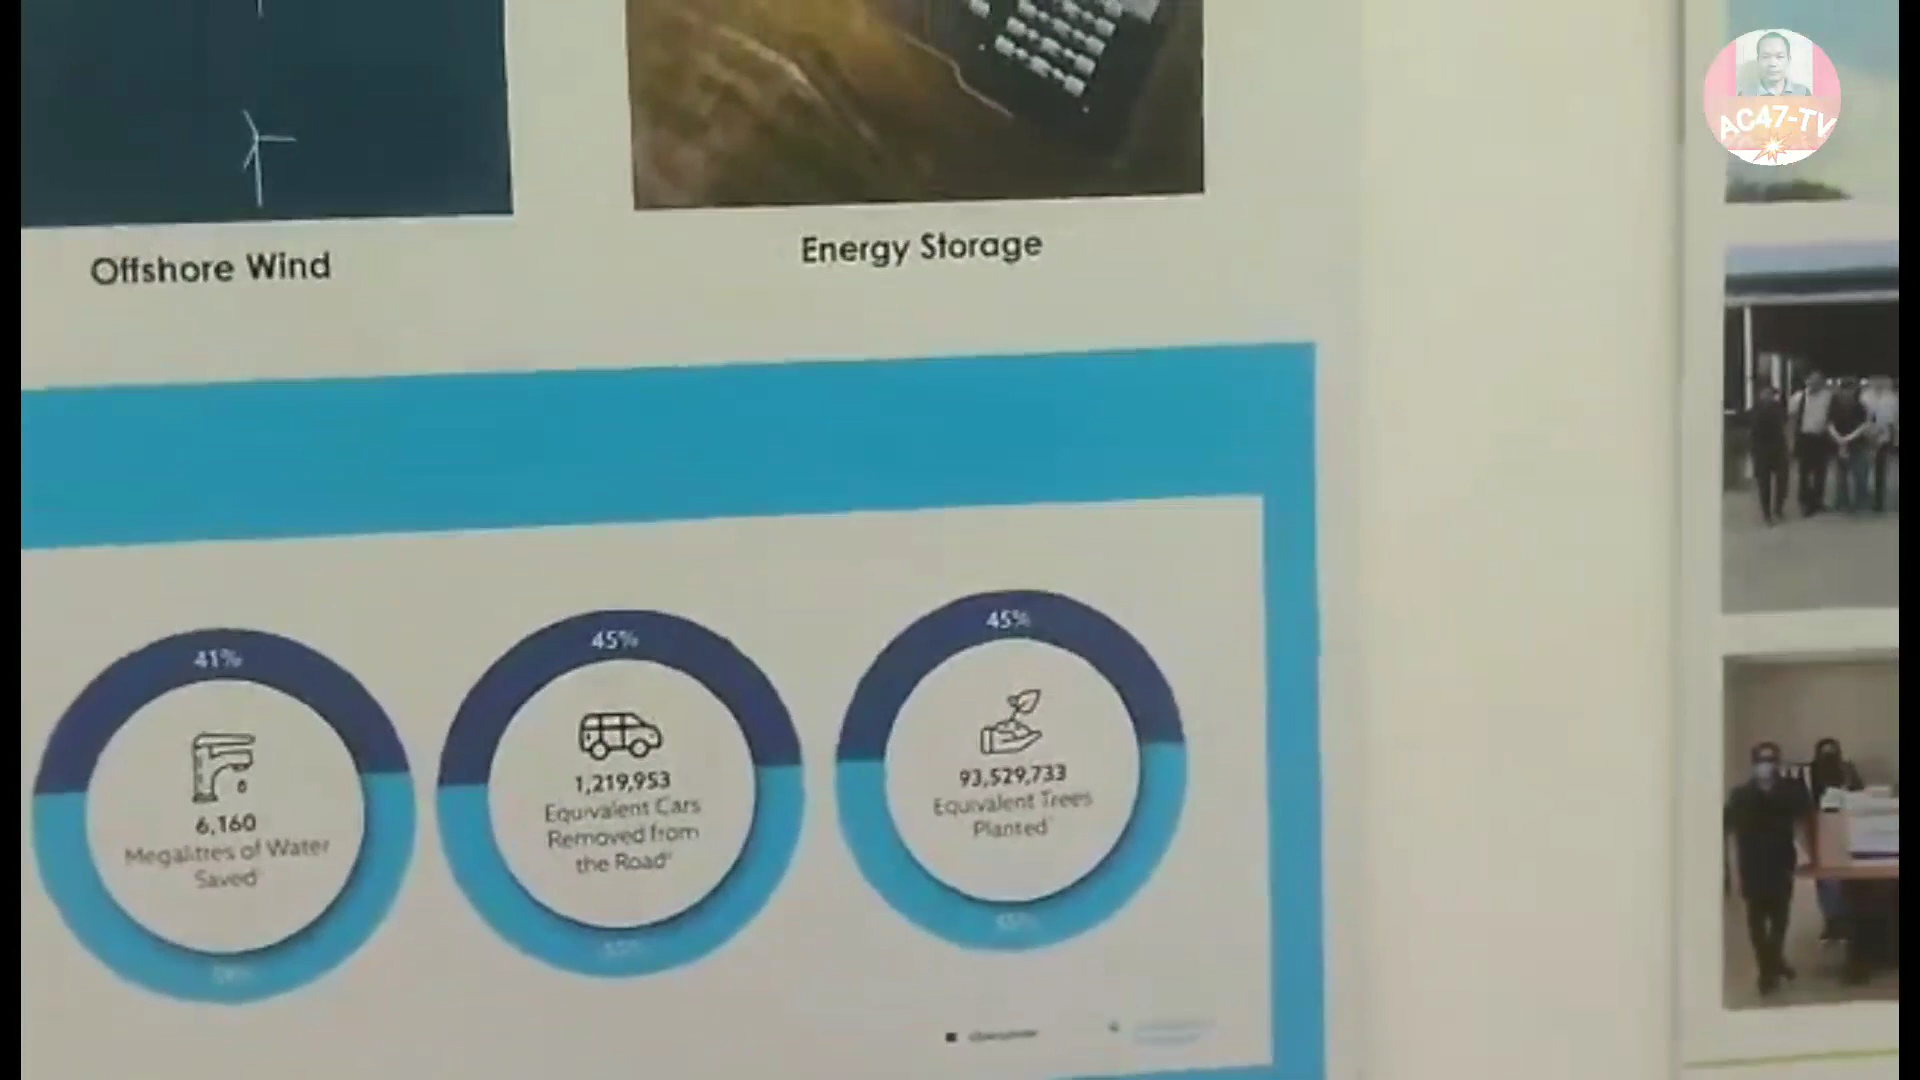 AC47-TV
Offshore Wind
Energy Storage
41%
6,160
Megalitres of Water
Saved
45%
1,219,953
Equivalent Cars
Removed from
the Road
45%
93,529,733
Equivalent Trees
Planted
55%